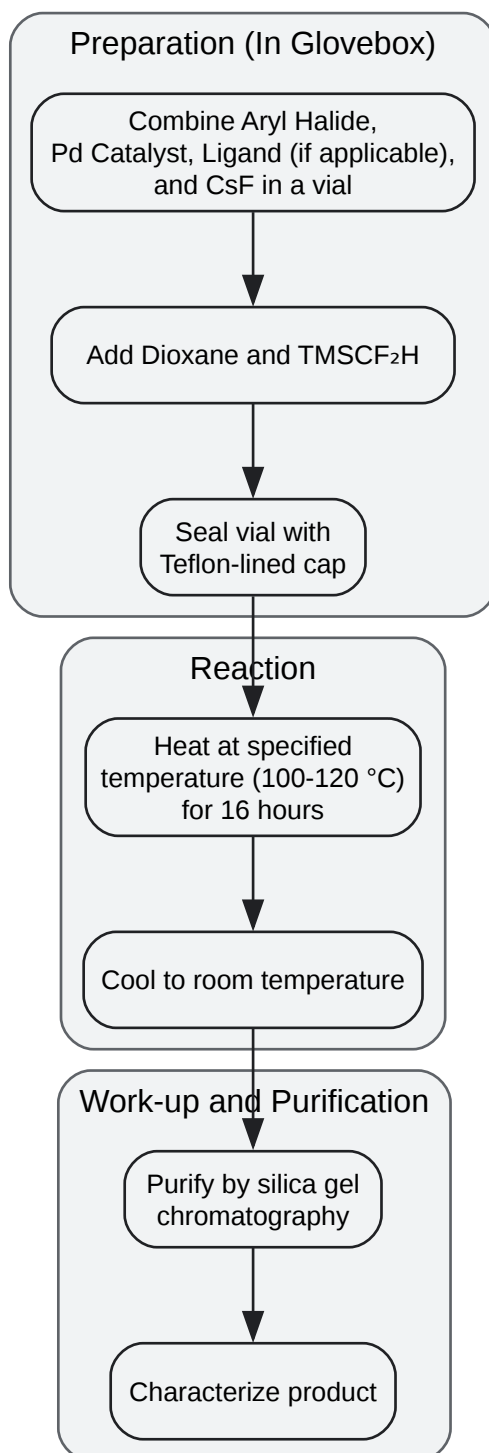 Preparation (In Glovebox)
Combine Aryl Halide,
Pd Catalyst, Ligand (if applicable),
and CsF in a vial
Add Dioxane and TMSCF₂H
Seal vial with
Teflon-lined cap
Reaction
Heat at specified
temperature (100-120 °C)
for 16 hours
Cool to room temperature
Work-up and Purification
Purify by silica gel
chromatography
Characterize product